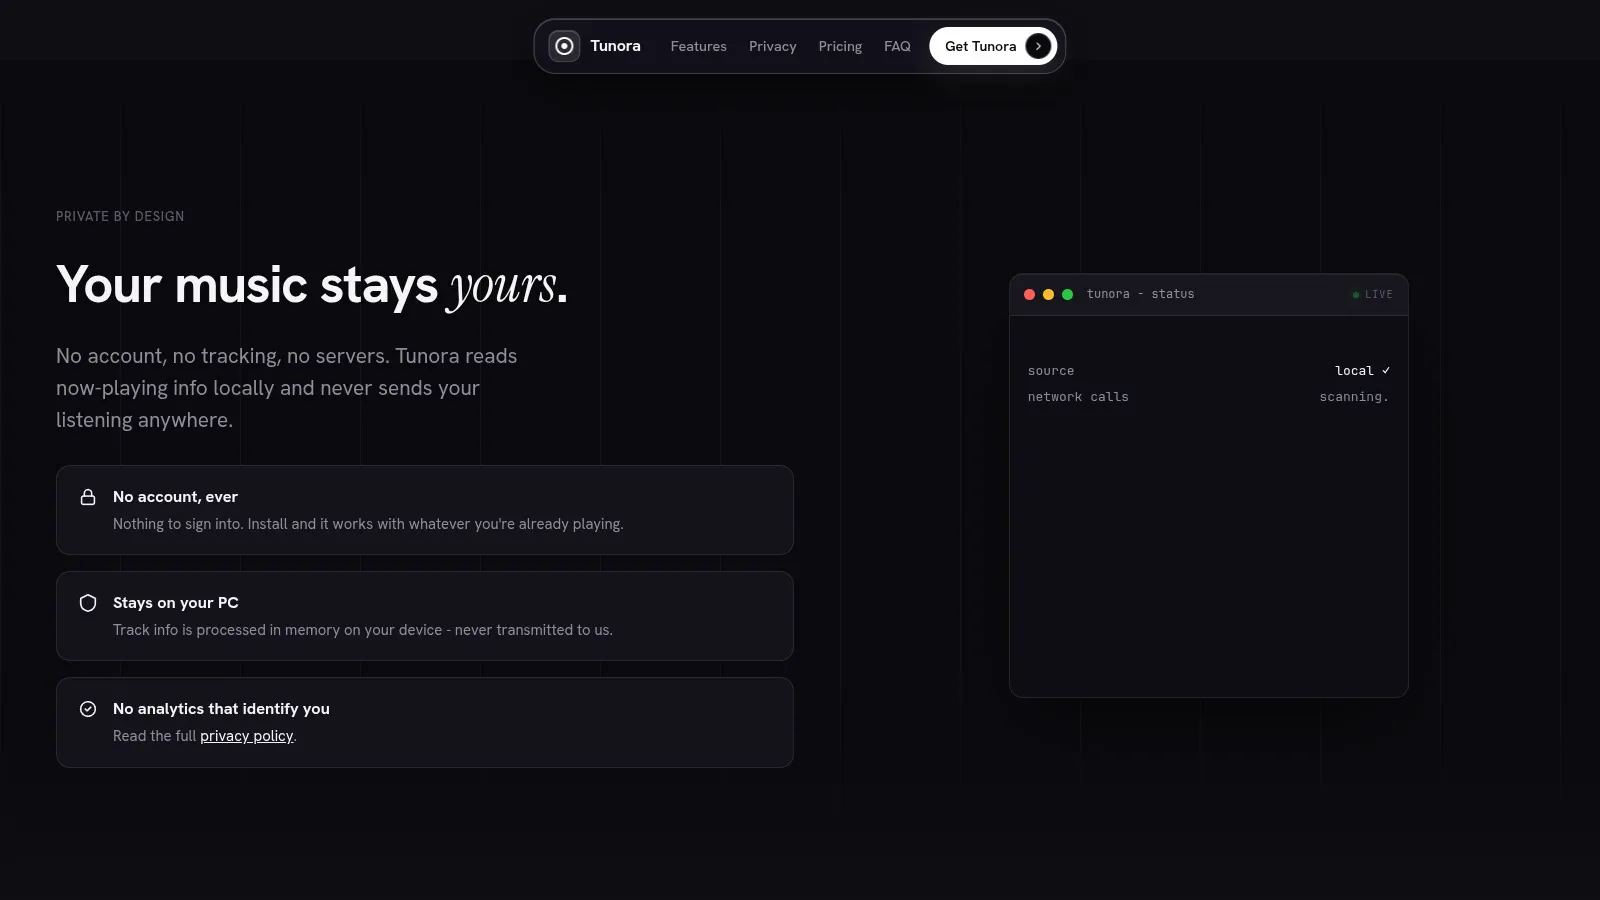 Tunora Features Privacy Pricing FAQ Get Tunora
PRIVATE BY DESIGN
Your music stays yours.
No account, no tracking, no servers. Tunora reads
now-playing info locally and never sends your
listening anywhere.
No account, ever
Nothing to sign into. Install and it works with whatever you're already playing.
Stays on your PC
Track info is processed in memory on your device - never transmitted to us.
No analytics that identify you
Read the full privacy policy.
tunora - status LIVE
source local ✓
network calls scanning.